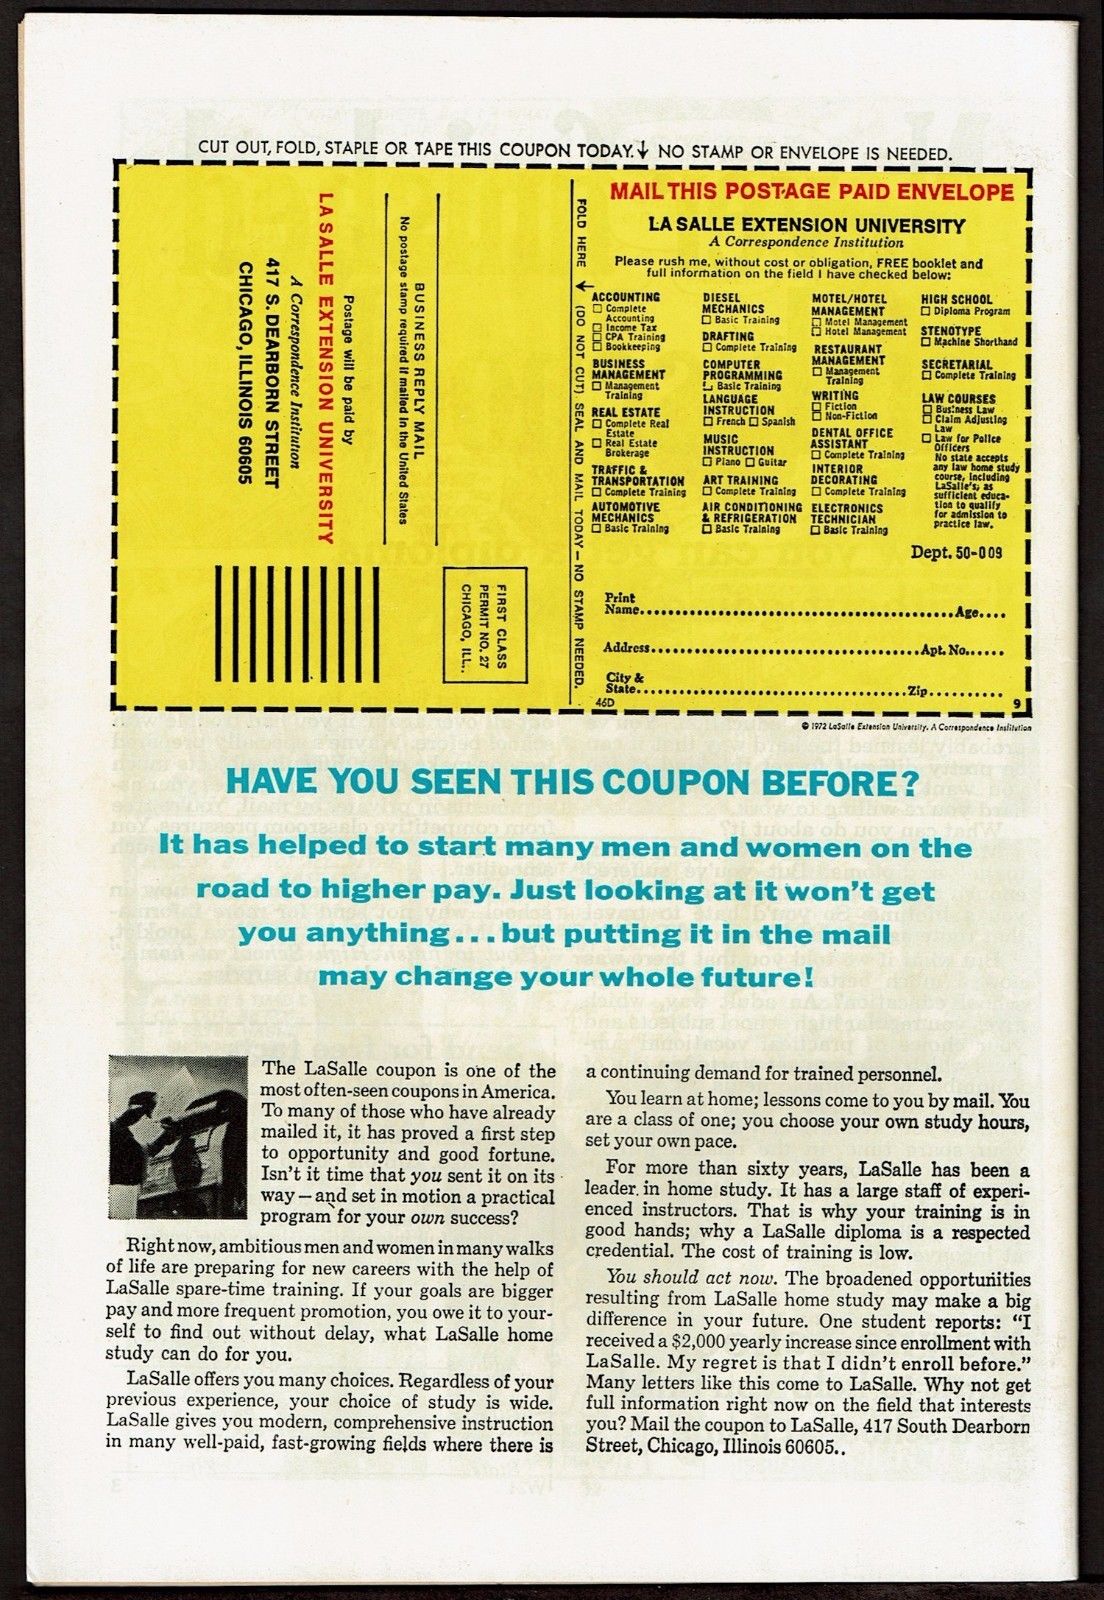 CUT OUT, FOLD, STAPLE OR TAPE THIS COUPON TODAY. ↓ NO STAMP OR ENVELOPE IS NEEDED.
BUSINESS REPLY MAIL
No postage stamp required if mailed in the United States
Postage will be paid by
LA SALLE EXTENSION UNIVERSITY
A Correspondence Institution
417 S. DEARBORN STREET
CHICAGO, ILLINOIS 60605
FIRST CLASS
PERMIT NO. 27
CHICAGO, ILL..
FOLD HERE ← (DO NOT CUT) SEAL AND MAIL TODAY — NO STAMP NEEDED.
MAIL THIS POSTAGE PAID ENVELOPE
LA SALLE EXTENSION UNIVERSITY
A Correspondence Institution
Please rush me, without cost or obligation, FREE booklet and
full information on the field I have checked below:
ACCOUNTING
☐ Complete
Accounting
☐ Income Tax
☐ CPA Training
☐ Bookkeeping
BUSINESS
MANAGEMENT
☐ Management
Training
REAL ESTATE
☐ Complete Real
Estate
☐ Real Estate
Brokerage
TRAFFIC &
TRANSPORTATION
☐ Complete Training
AUTOMOTIVE
MECHANICS
☐ Basic Training
DIESEL
MECHANICS
☐ Basic Training
DRAFTING
☐ Complete Training
COMPUTER
PROGRAMMING
☐ Basic Training
LANGUAGE
INSTRUCTION
☐ French ☐ Spanish
MUSIC
INSTRUCTION
☐ Piano ☐ Guitar
ART TRAINING
☐ Complete Training
AIR CONDITIONING
& REFRIGERATION
☐ Basic Training
MOTEL/HOTEL
MANAGEMENT
☐ Motel Management
☐ Hotel Management
RESTAURANT
MANAGEMENT
☐ Management
Training
WRITING
☐ Fiction
☐ Non-Fiction
DENTAL OFFICE
ASSISTANT
☐ Complete Training
INTERIOR
DECORATING
☐ Complete Training
ELECTRONICS
TECHNICIAN
☐ Basic Training
HIGH SCHOOL
☐ Diploma Program
STENOTYPE
☐ Machine Shorthand
SECRETARIAL
☐ Complete Training
LAW COURSES
☐ Business Law
☐ Claim Adjusting
Law
☐ Law for Police
Officers
No state accepts
any law home study
course, including
LaSalle's, as
sufficient educa-
tion to qualify
for admission to
practice law.
Dept. 50-009
Print
Name..........Age....
Address..........Apt. No......
City &
State..........Zip..........
46D
9
© 1972 LaSalle Extension University. A Correspondence Institution
HAVE YOU SEEN THIS COUPON BEFORE?
It has helped to start many men and women on the
road to higher pay. Just looking at it won't get
you anything...but putting it in the mail
may change your whole future!
The LaSalle coupon is one of the
most often-seen coupons in America.
To many of those who have already
mailed it, it has proved a first step
to opportunity and good fortune.
Isn't it time that you sent it on its
way—and set in motion a practical
program for your own success?
Right now, ambitious men and women in many walks
of life are preparing for new careers with the help of
LaSalle spare-time training. If your goals are bigger
pay and more frequent promotion, you owe it to your-
self to find out without delay, what LaSalle home
study can do for you.
LaSalle offers you many choices. Regardless of your
previous experience, your choice of study is wide.
LaSalle gives you modern, comprehensive instruction
in many well-paid, fast-growing fields where there is
a continuing demand for trained personnel.
You learn at home; lessons come to you by mail. You
are a class of one; you choose your own study hours,
set your own pace.
For more than sixty years, LaSalle has been a
leader in home study. It has a large staff of experi-
enced instructors. That is why your training is in
good hands; why a LaSalle diploma is a respected
credential. The cost of training is low.
You should act now. The broadened opportunities
resulting from LaSalle home study may make a big
difference in your future. One student reports: "I
received a $2,000 yearly increase since enrollment with
LaSalle. My regret is that I didn't enroll before."
Many letters like this come to LaSalle. Why not get
full information right now on the field that interests
you? Mail the coupon to LaSalle, 417 South Dearborn
Street, Chicago, Illinois 60605..